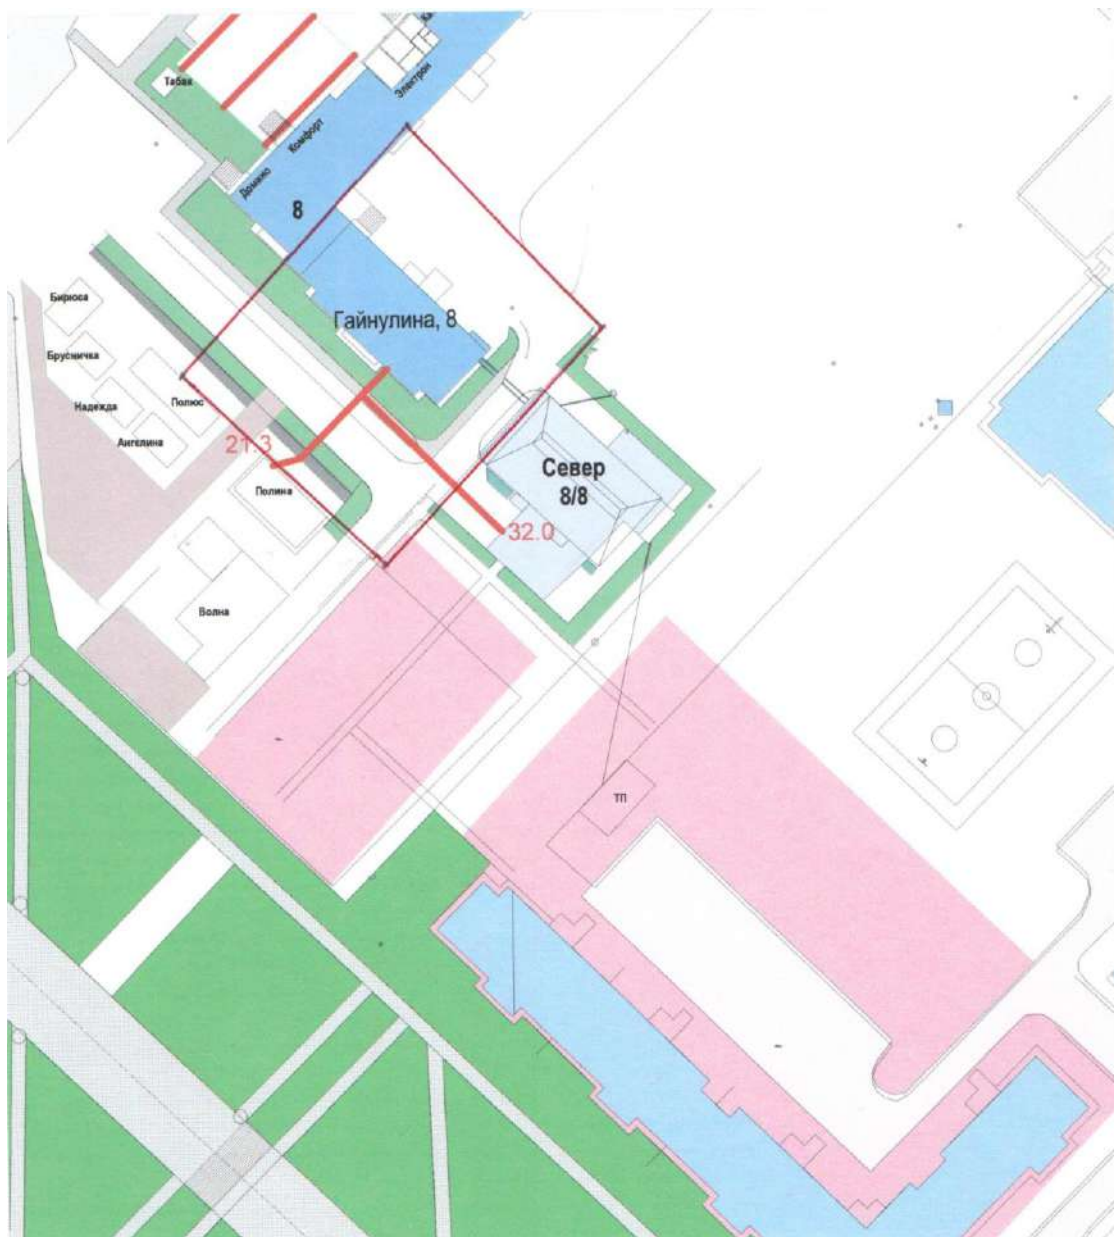 Табак
Электрон
Комфорт
Домино
8
Бирюса
Гайнулина, 8
Брусничка
Полюс
Надежда
Ангелина
21.3
Север
8/8
Полина
32.0
Волна
ТП